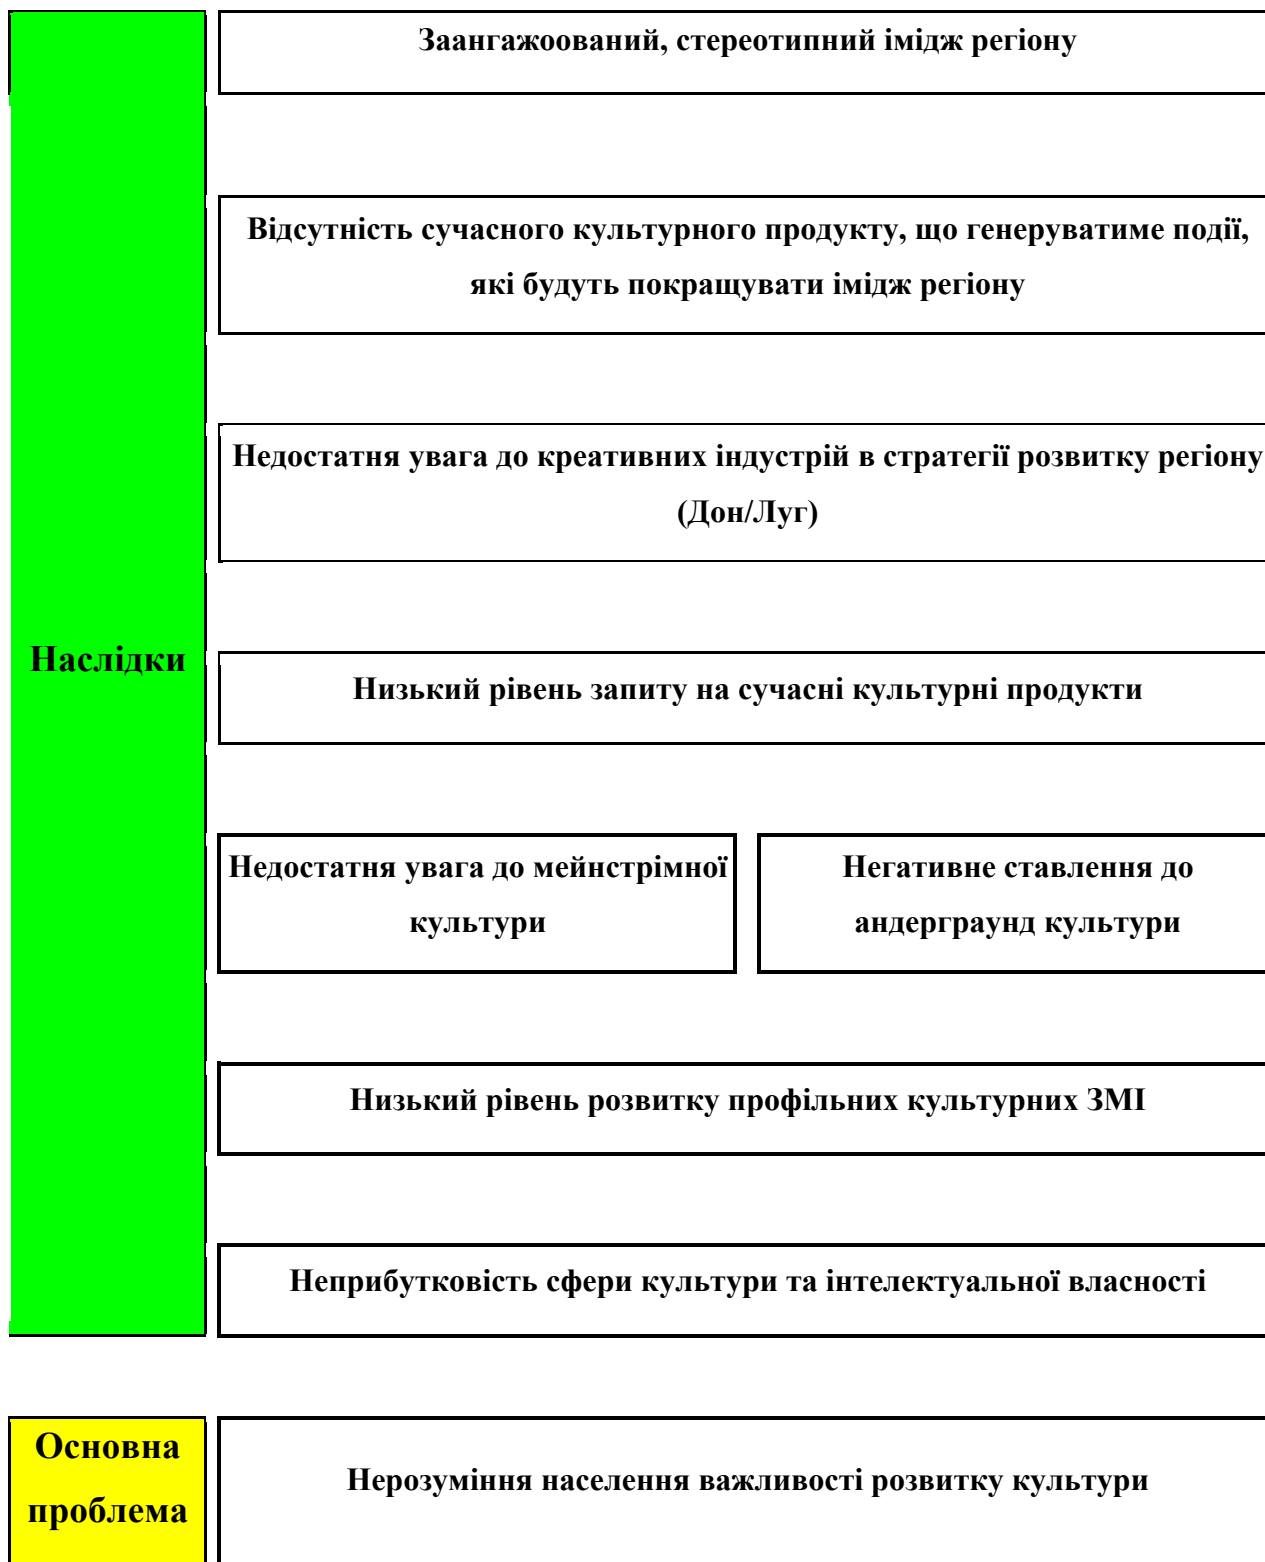 Заангажоований, стереотипний імідж регіону
Відсутність сучасного культурного продукту, що генеруватиме події,
які будуть покращувати імідж регіону
Недостатня увага до креативних індустрій в стратегії розвитку регіону
(Дон/Луг)
Наслідки
Низький рівень запиту на сучасні культурні продукти
Недостатня увага до мейнстрімної
культури
Негативне ставлення до
андерграунд культури
Низький рівень розвитку профільних культурних ЗМІ
Неприбутковість сфери культури та інтелектуальної власності
Основна
проблема
Нерозуміння населення важливості розвитку культури